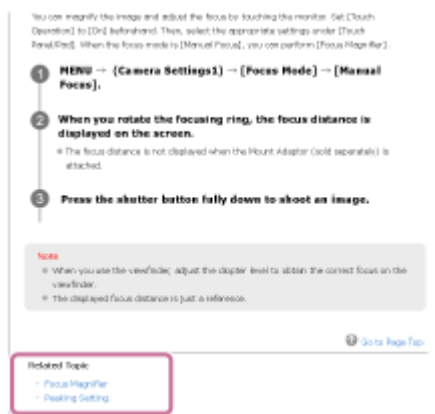 You can magnify the image and adjust the focus by touching the monitor. Set [Touch
Operation] to [On] beforehand. Then, select the appropriate settings under [Touch
Panel/Pad]. When the focus mode is [Manual Focus], you can perform [Focus Magnifier].
1 MENU → (Camera Settings1) → [Focus Mode] → [Manual
Focus].
2 When you rotate the focusing ring, the focus distance is
displayed on the screen.
The focus distance is not displayed when the Mount Adaptor (sold separately) is
attached.
3 Press the shutter button fully down to shoot an image.
Note
When you use the viewfinder, adjust the diopter level to obtain the correct focus on the
viewfinder.
The displayed focus distance is just a reference.
Go to Page Top
Related Topic
Focus Magnifier
Peaking Setting